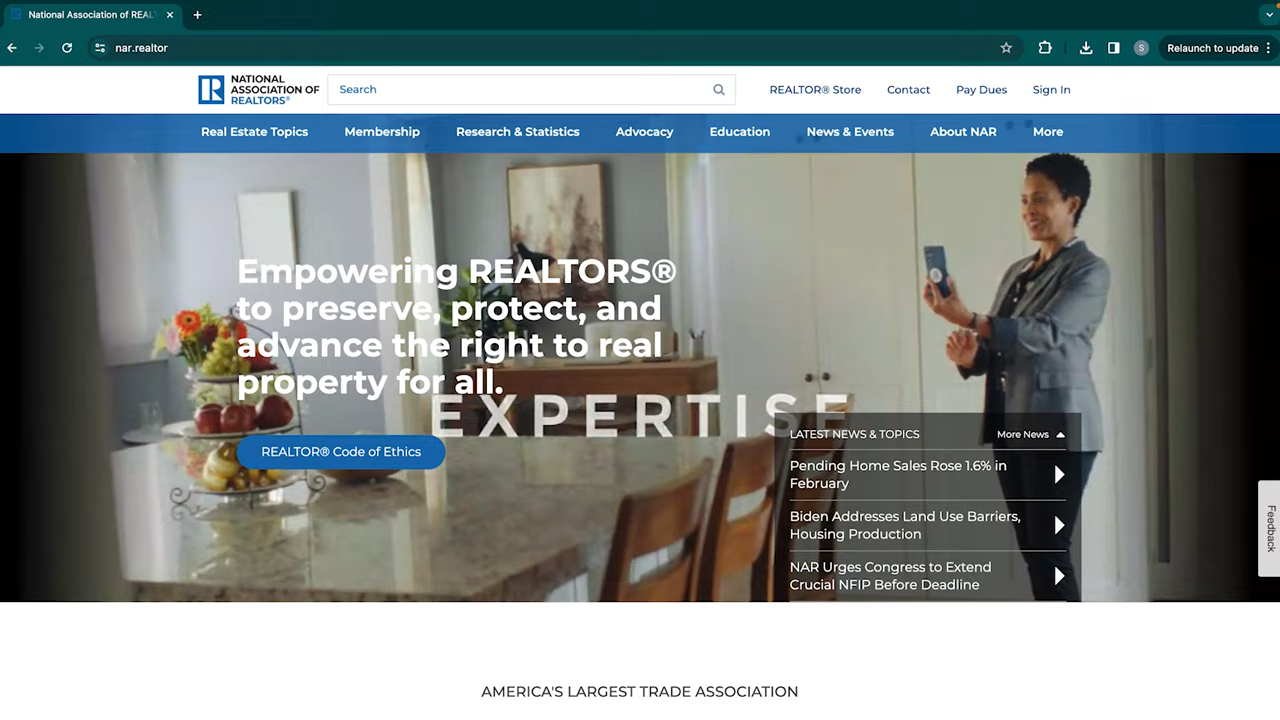 National Association of REAL
nar.realtor
S
Relaunch to update
NATIONAL
ASSOCIATION OF
REALTORS®
Search
REALTOR® Store
Contact
Pay Dues
Sign In
Real Estate Topics
Membership
Research & Statistics
Advocacy
Education
News & Events
About NAR
More
Empowering REALTORS®
to preserve, protect, and
advance the right to real
property for all.
EXPERTISE
REALTOR® Code of Ethics
LATEST NEWS & TOPICS
More News
Pending Home Sales Rose 1.6% in
February
Biden Addresses Land Use Barriers,
Housing Production
NAR Urges Congress to Extend
Crucial NFIP Before Deadline
Feedback
AMERICA'S LARGEST TRADE ASSOCIATION